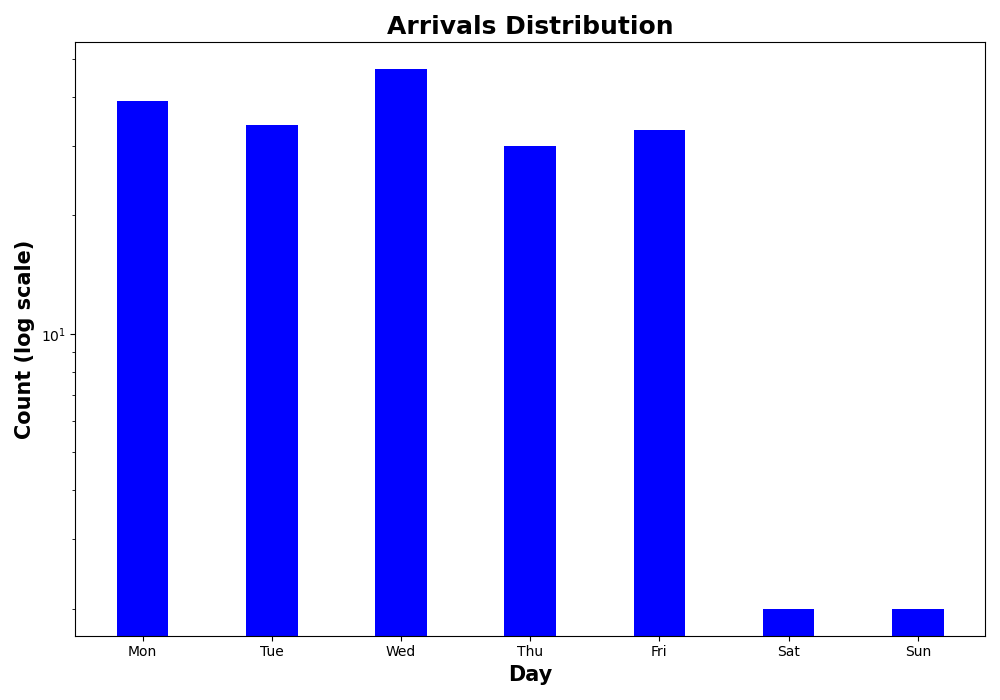 Arrivals Distribution
Count (log scale)
10¹
Mon Tue Wed Thu Fri Sat Sun
Day